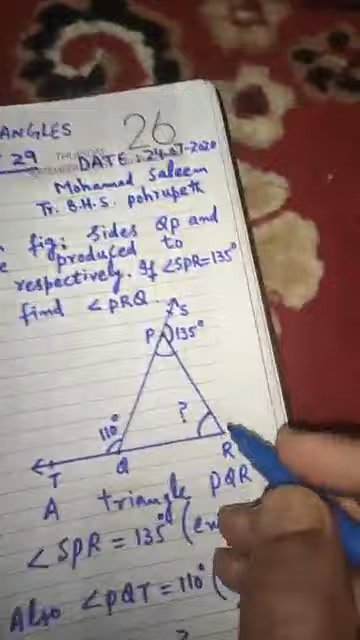 ANGLES
26
29
DATE: 24-07-2020
Mohamad Saleem
Tr. B.H.S. pohrupeth
fig: Sides QP and
produced to
respectively. If ∠SPR=135°
find ∠PRQ.
S
P 135°
110° ?
T Q R
A triangle PQR
∠SPR = 135°
Also ∠PQT = 110°